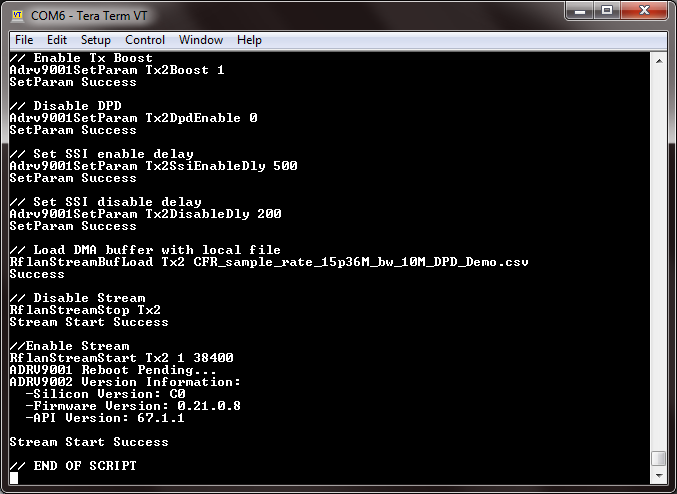 COM6 - Tera Term VT
File Edit Setup Control Window Help
// Enable Tx Boost
Adrv9001SetParam Tx2Boost 1
SetParam Success
// Disable DPD
Adrv9001SetParam Tx2DpdEnable 0
SetParam Success
// Set SSI enable delay
Adrv9001SetParam Tx2SsiEnableDly 500
SetParam Success
// Set SSI disable delay
Adrv9001SetParam Tx2DisableDly 200
SetParam Success
// Load DMA buffer with local file
RflanStreamBufLoad Tx2 CFR_sample_rate_15p36M_bw_10M_DPD_Demo.csv
Success
// Disable Stream
RflanStreamStop Tx2
Stream Start Success
//Enable Stream
RflanStreamStart Tx2 1 38400
ADRV9001 Reboot Pending...
ADRV9002 Version Information:
-Silicon Version: C0
-Firmware Version: 0.21.0.8
-API Version: 67.1.1
Stream Start Success
// END OF SCRIPT